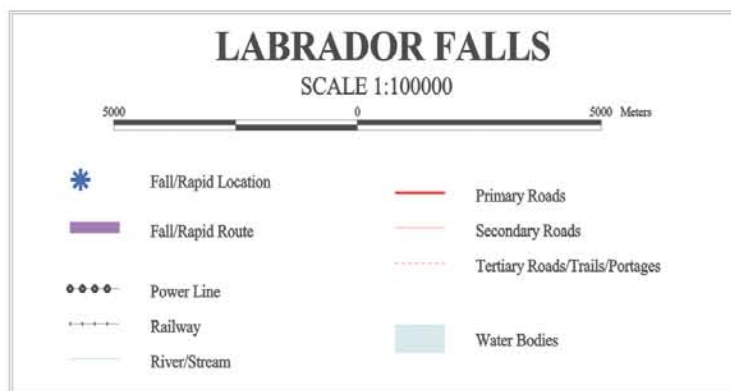 LABRADOR FALLS
SCALE 1:100000
5000 0 5000 Meters
Fall/Rapid Location
Fall/Rapid Route
Power Line
Railway
River/Stream
Primary Roads
Secondary Roads
Tertiary Roads/Trails/Portages
Water Bodies